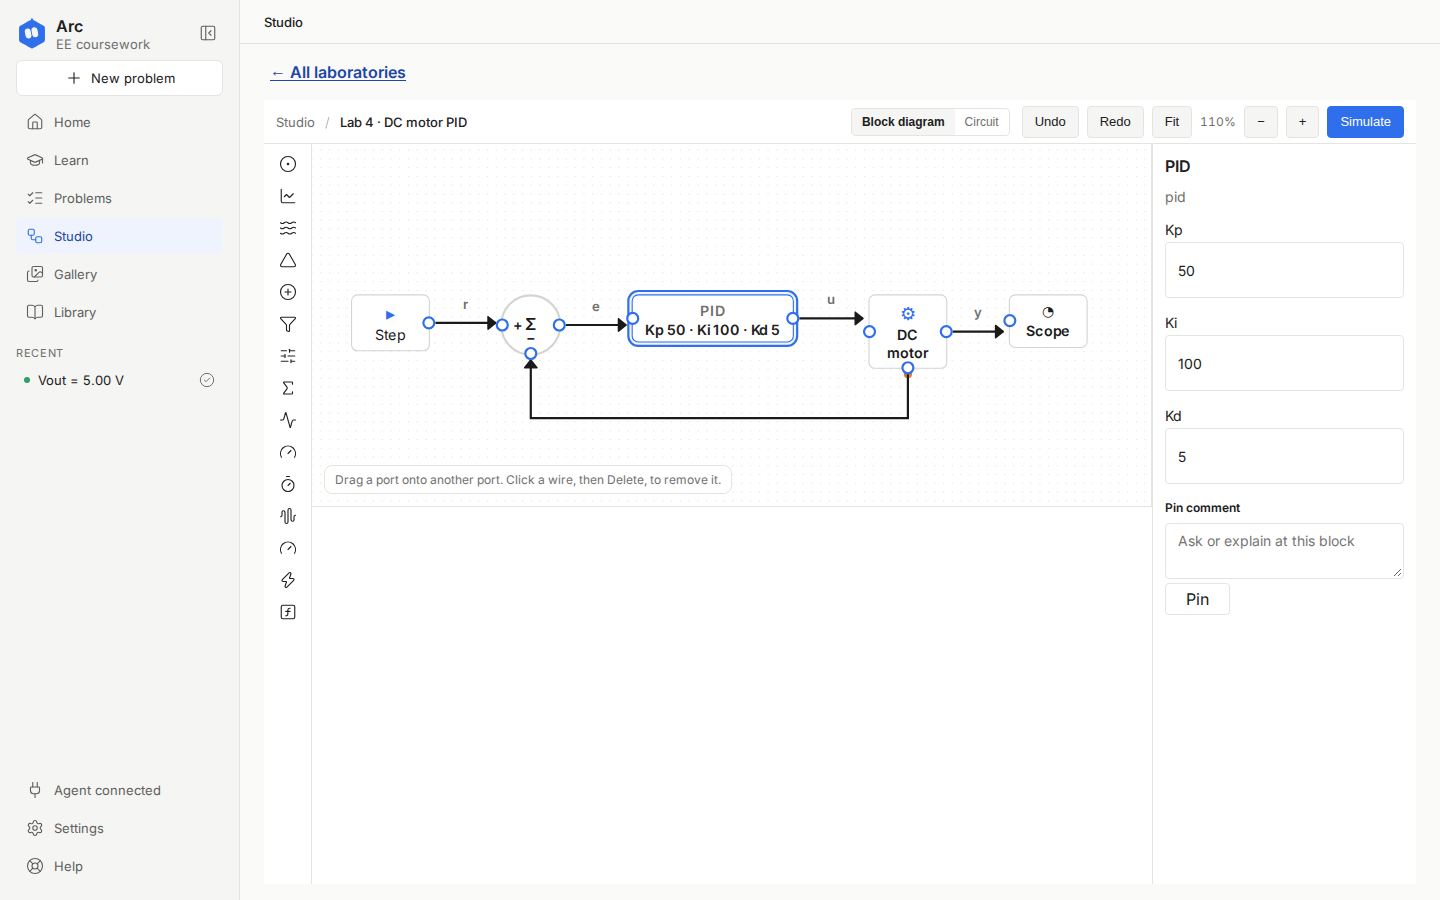 Arc
EE coursework
New problem
Home
Learn
Problems
Studio
Gallery
Library
RECENT
Vout = 5.00 V
Agent connected
Settings
Help
Studio
← All laboratories
Studio / Lab 4 · DC motor PID
Block diagram
Circuit
Undo
Redo
Fit
110%
−
+
Simulate
Step
r
+ Σ
−
e
PID
Kp 50 · Ki 100 · Kd 5
u
DC
motor
y
Scope
Drag a port onto another port. Click a wire, then Delete, to remove it.
PID
pid
Kp
50
Ki
100
Kd
5
Pin comment
Ask or explain at this block
Pin